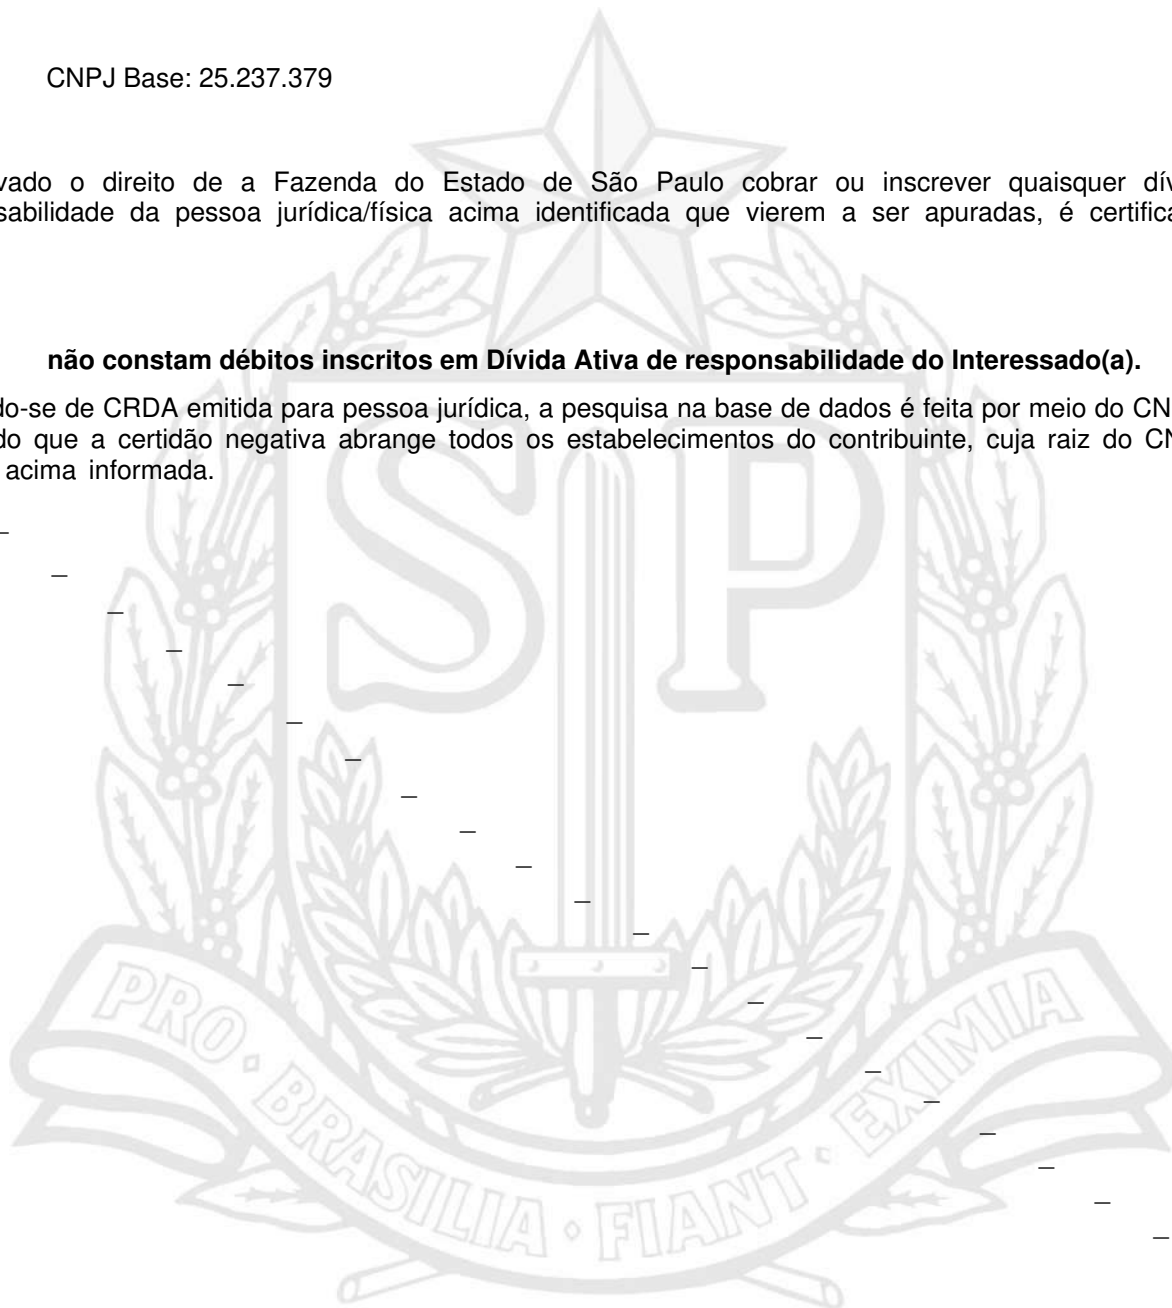 CNPJ Base: 25.237.379
vado o direito de a Fazenda do Estado de São Paulo cobrar ou inscrever quaisquer dív
sabilidade da pessoa jurídica/física acima identificada que vierem a ser apuradas, é certifica
não constam débitos inscritos em Dívida Ativa de responsabilidade do Interessado(a).
do-se de CRDA emitida para pessoa jurídica, a pesquisa na base de dados é feita por meio do CN
do que a certidão negativa abrange todos os estabelecimentos do contribuinte, cuja raiz do CN
acima informada.
SP
PRO • BRASILIA • FIANT • EXIMIA